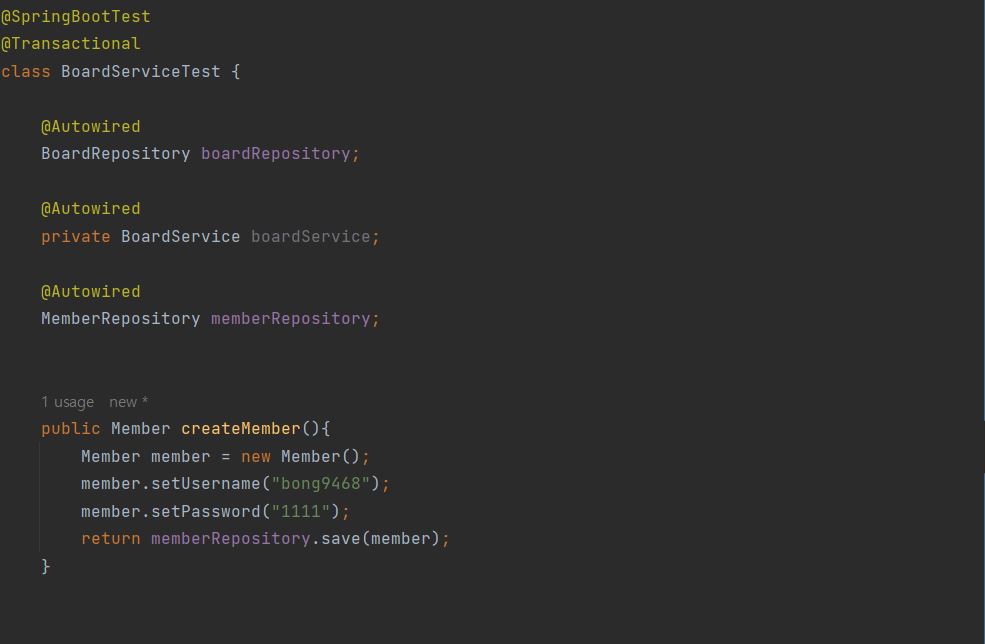 @SpringBootTest
@Transactional
class BoardServiceTest {
@Autowired
BoardRepository boardRepository;
@Autowired
private BoardService boardService;
@Autowired
MemberRepository memberRepository;
1 usage new *
public Member createMember(){
Member member = new Member();
member.setUsername("bong9468");
member.setPassword("1111");
return memberRepository.save(member);
}